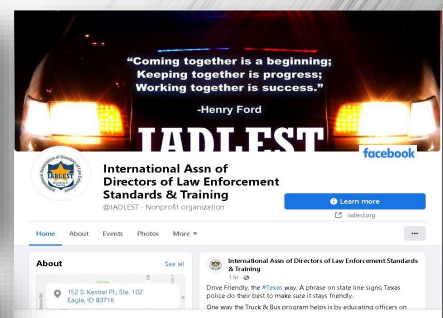 “Coming together is a beginning;
Keeping together is progress;
Working together is success.”
-Henry Ford
IADLEST
facebook
IADLEST
International Assn of
Directors of Law Enforcement
Standards & Training
@IADLEST · Nonprofit organization
Learn more
iadlest.org
Home About Events Photos More
About See all
152 S. Kestrel Pl., Ste. 102
Eagle, ID 83716
International Assn of Directors of Law Enforcement Standards
& Training
1 hr
Drive Friendly, the #Texas way. A phrase on state line signs; Texas
police do their best to make it stays friendly.
One way the Truck & Bus program helps is by educating officers on